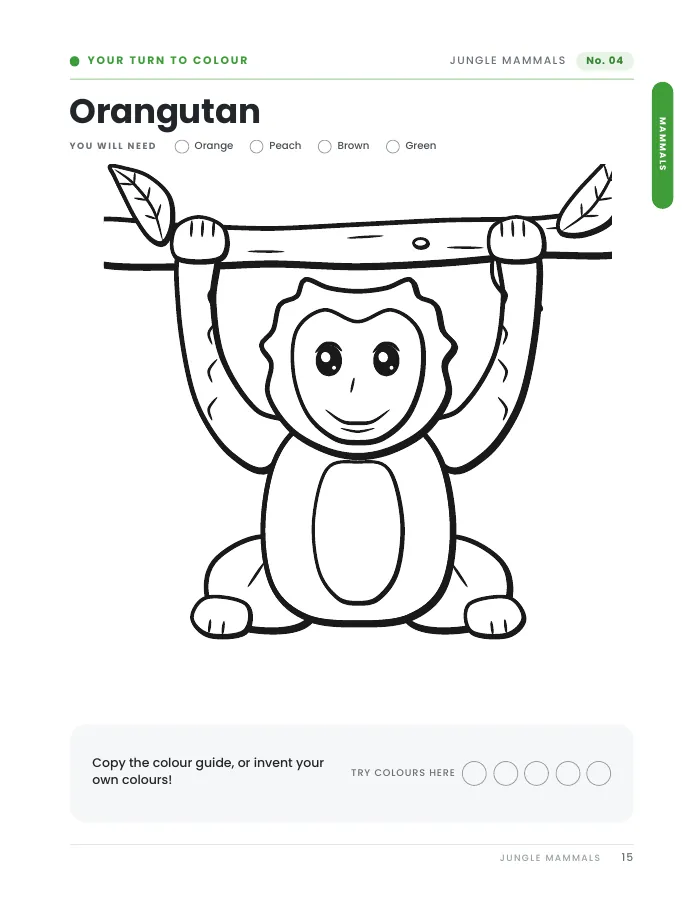 YOUR TURN TO COLOUR JUNGLE MAMMALS No. 04
MAMMALS
Orangutan
YOU WILL NEED Orange Peach Brown Green
Copy the colour guide, or invent your
own colours!
TRY COLOURS HERE
JUNGLE MAMMALS 15